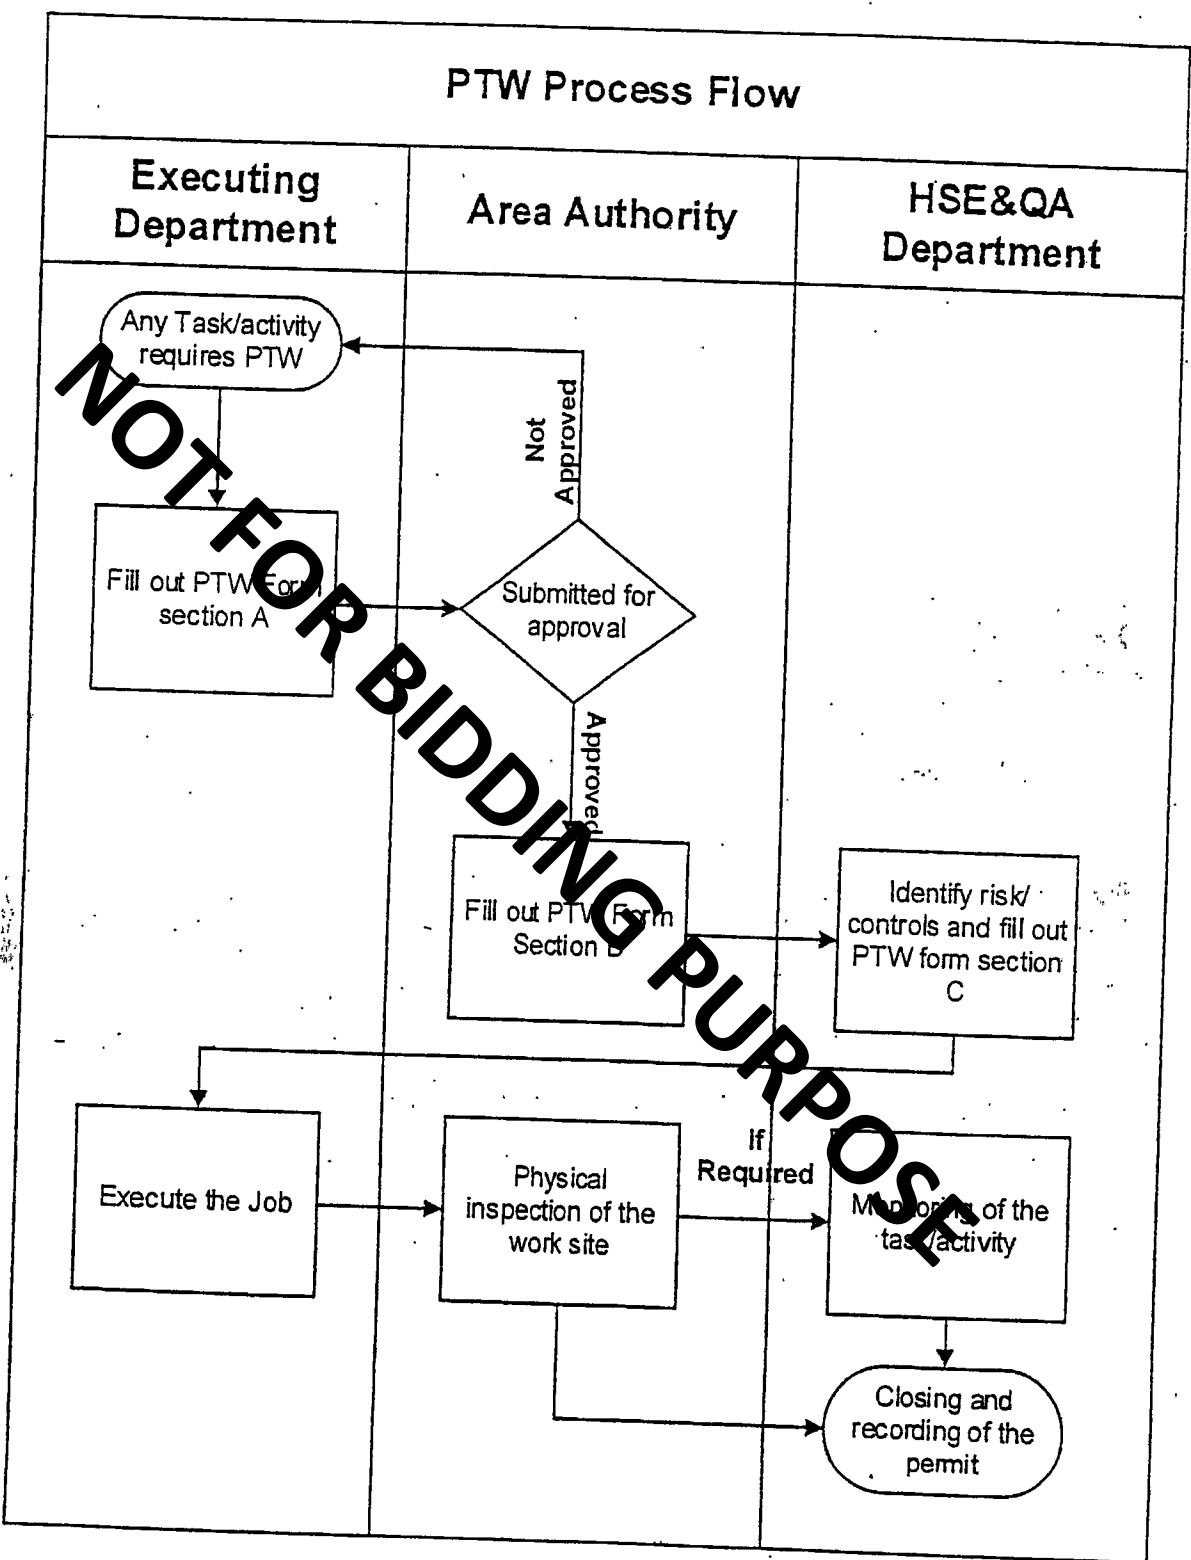 PTW Process Flow
Executing
Department
Area Authority
HSE&QA
Department
Any Task/activity
requires PTW
Not
Approved
Fill out PTW Form
section A
Submitted for
approval
Approved
Fill out PTW Form
Section B
Identify risk/
controls and fill out
PTW form section
C
Execute the Job
Physical
inspection of the
work site
If
Required
Monitoring of the
task/activity
Closing and
recording of the
permit
NOT FOR BIDDING PURPOSE